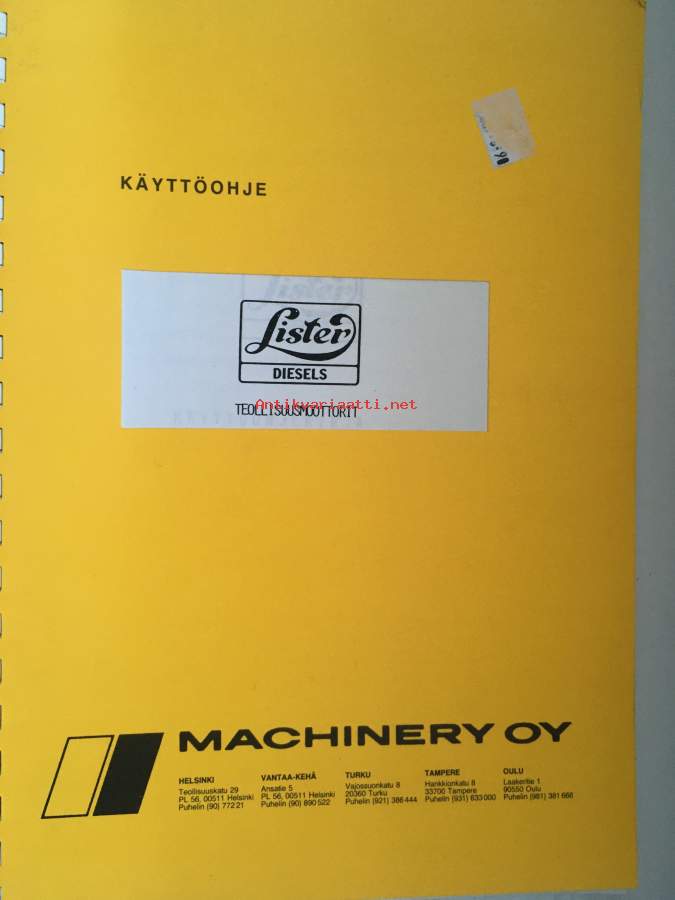 KÄYTTÖOHJE
Lister
DIESELS
TEOLLISUUSMOOTTORIT
Antikvariaatti.net
MACHINERY OY
HELSINKI
Teollisuuskatu 29
PL 56, 00511 Helsinki
Puhelin (90) 772 21
VANTAA-KEHÄ
Ansatie 5
PL 56, 00511 Helsinki
Puhelin (90) 890 522
TURKU
Vajossuonkatu 8
20360 Turku
Puhelin (921) 386 444
TAMPERE
Hankkionkatu 8
33700 Tampere
Puhelin (931) 633 000
OULU
Laakeritie 1
90550 Oulu
Puhelin (981) 381 668